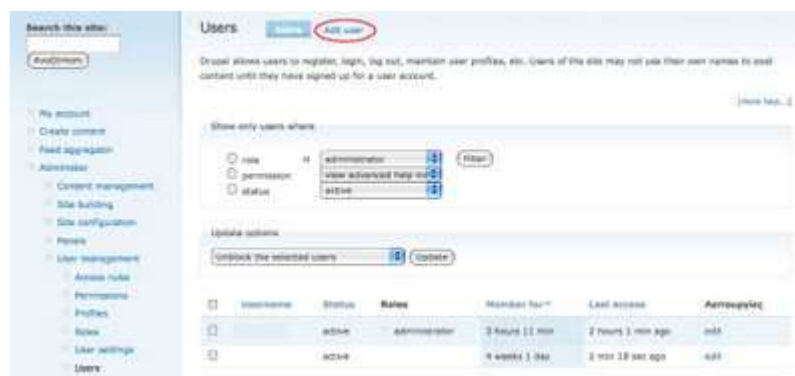 Search this site:
Users
Add user
Drupal allows users to register, login, log out, maintain user profiles, etc. Users of the site may not use their own names to post
content until they have signed up for a user account.
[more help...]
My account
Create content
Feed aggregator
Administer
Content management
Site building
Site configuration
Panels
User management
Access rules
Permissions
Profiles
Roles
User settings
Users
Show only users where
role is administrator
permission view advanced help
status active
Filter
Update options
Unblock the selected users
Update
Username Status Roles Member for Last access Λειτουργίες
active administrator 3 hours 11 min 2 hours 1 min ago edit
active 4 weeks 1 day 2 min 18 sec ago edit